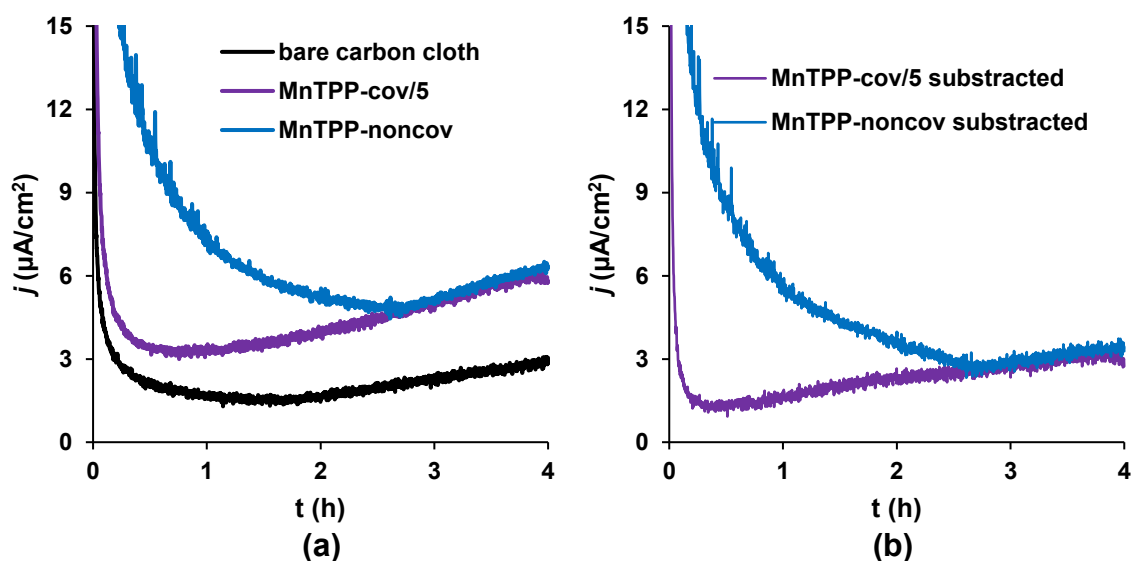 15
12
9
6
3
0
j (µA/cm²)
bare carbon cloth
MnTPP-cov/5
MnTPP-noncov
0 1 2 3 4
t (h)
(a)
15
12
9
6
3
0
j (µA/cm²)
MnTPP-cov/5 substracted
MnTPP-noncov substracted
0 1 2 3 4
t (h)
(b)